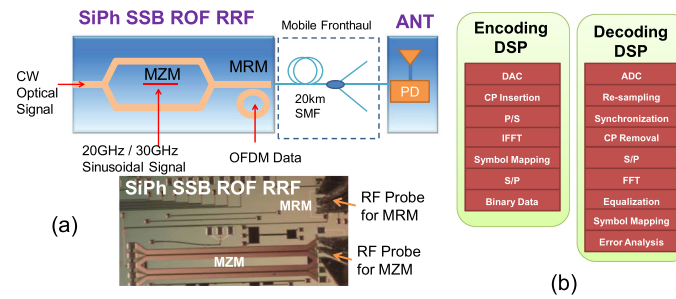 SiPh SSB ROF RRF
Mobile Fronthaul
ANT
CW
Optical
Signal
MZM
MRM
20km
SMF
PD
20GHz / 30GHz
Sinusoidal Signal
OFDM Data
SiPh SSB ROF RRF
MRM
MZM
RF Probe
for MRM
RF Probe
for MZM
(a)
Encoding
DSP
DAC
CP Insertion
P/S
IFFT
Symbol Mapping
S/P
Binary Data
Decoding
DSP
ADC
Re-sampling
Synchronization
CP Removal
S/P
FFT
Equalization
Symbol Mapping
Error Analysis
(b)